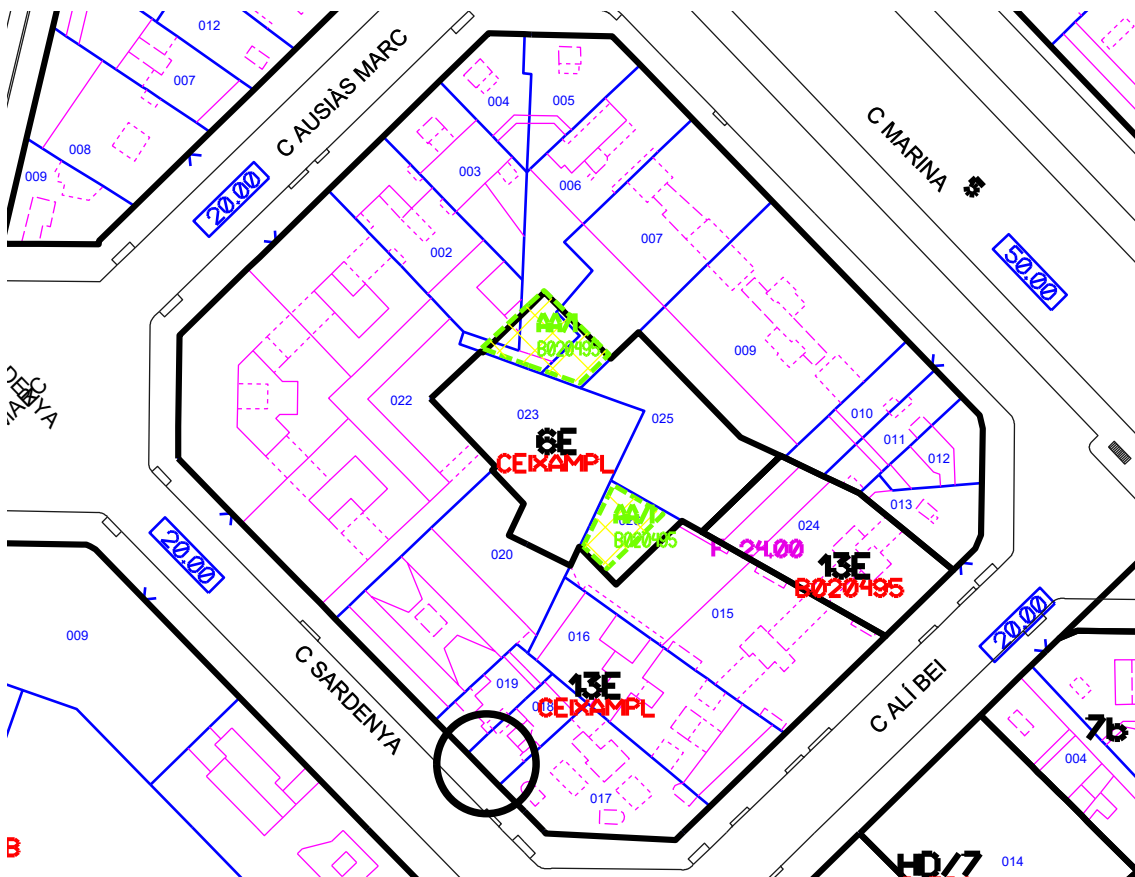 012
C AUSIÀS MARC
007
004
005
C MARINA
008
003
009
006
20.00
002
007
50.00
AA/1
B020495
009
022
023
025
010
6E
011
CEIXAMPL
012
013
AA/1
024
20.00
B020495
020
F 24.00
13E
B020495
015
20.00
009
016
C SARDENYA
019
13E
C ALÍ BEI
018
CEIXAMPL
7b
004
017
B
HD/7
014